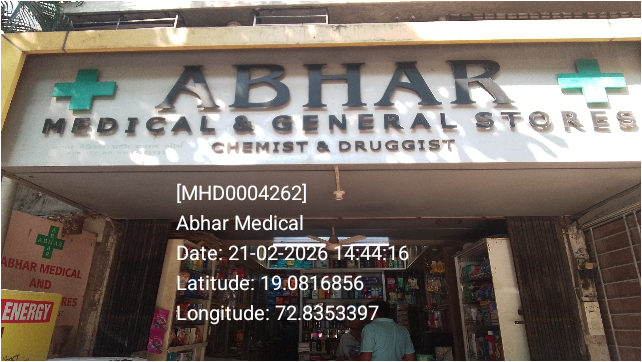 ABHAR
MEDICAL & GENERAL STORES
CHEMIST & DRUGGIST
[MHD0004262]
Abhar Medical
Date: 21-02-2026 14:44:16
Latitude: 19.0816856
Longitude: 72.8353397
ABHAR
ABHAR MEDICAL
AND
RES
ENERGY